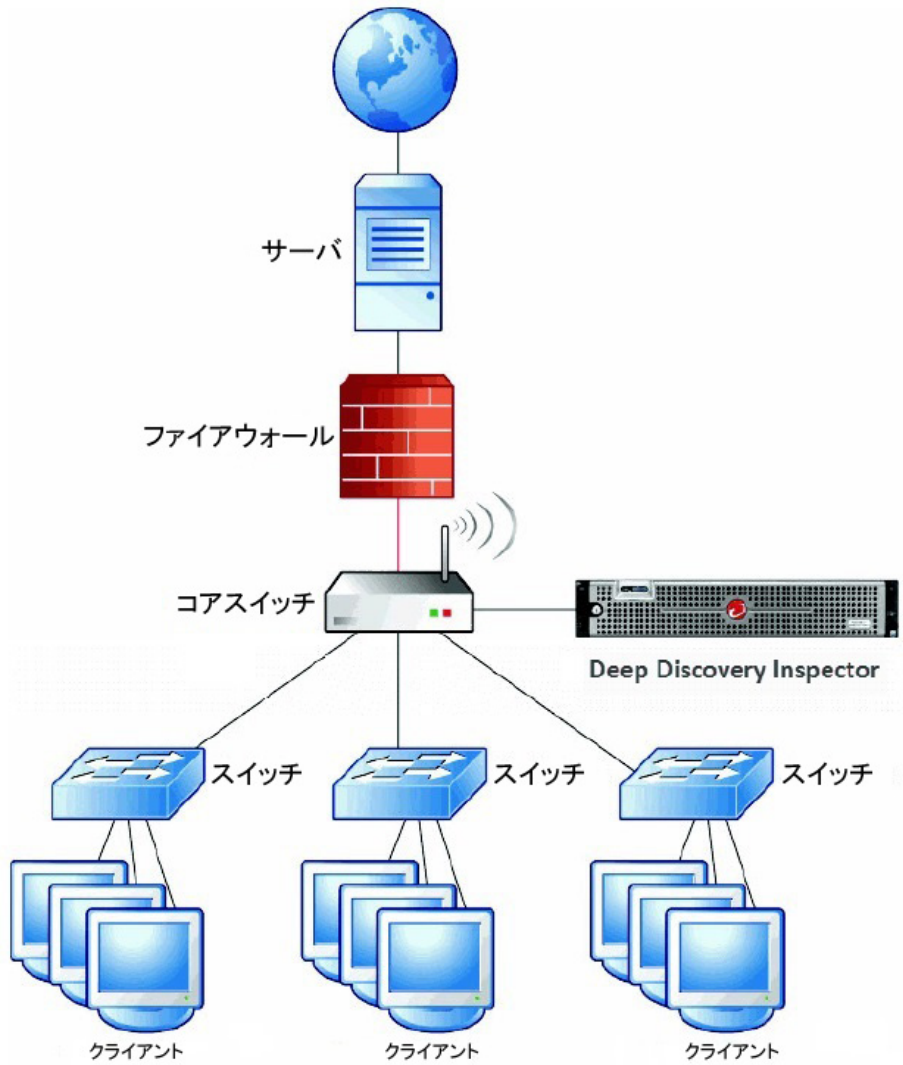 サーバ
ファイアウォール
コアスイッチ
Deep Discovery Inspector
スイッチ
スイッチ
スイッチ
クライアント
クライアント
クライアント